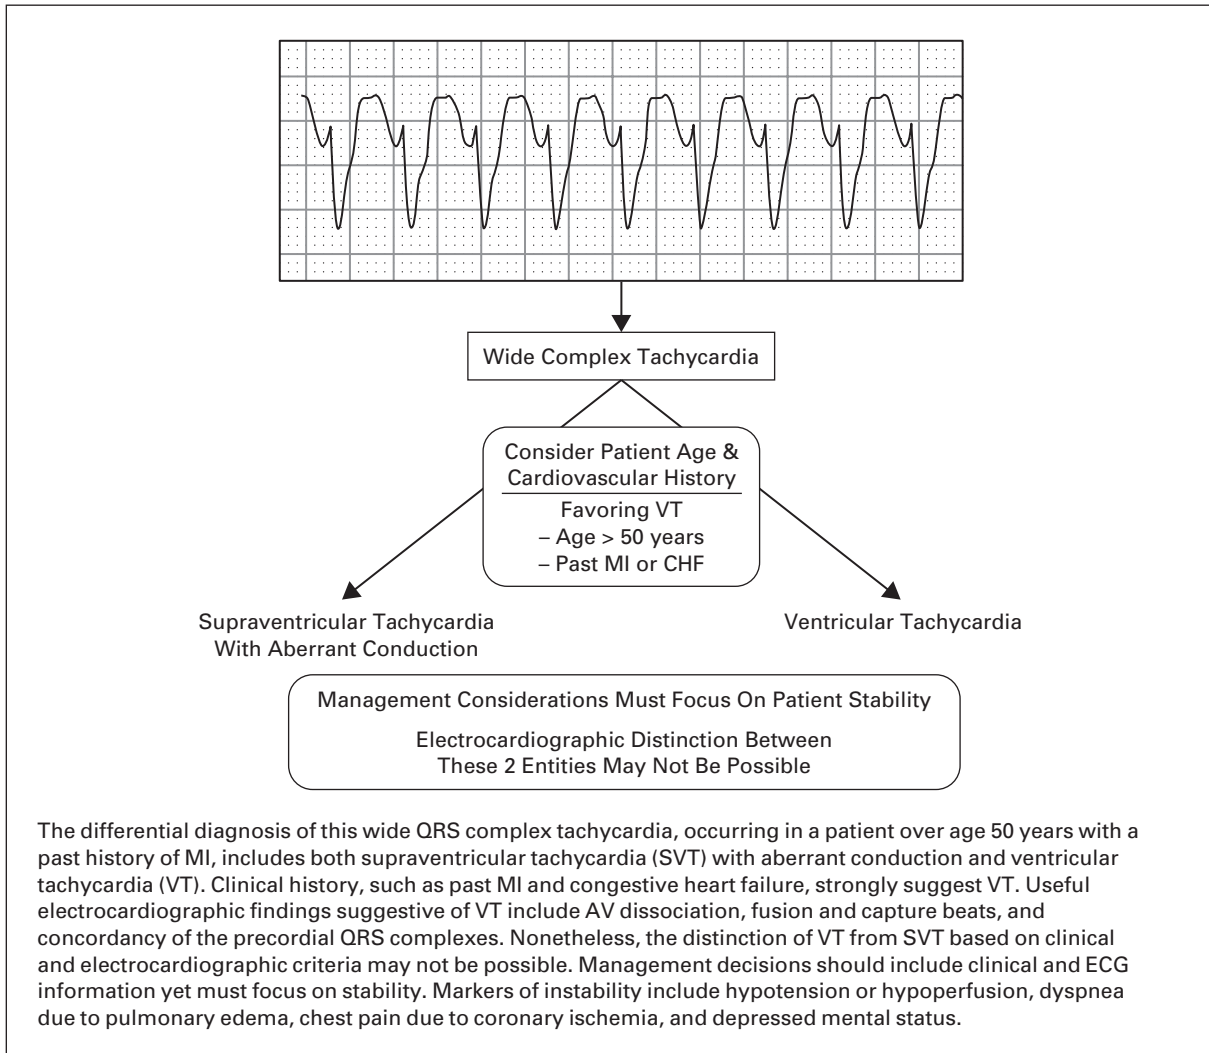 Wide Complex Tachycardia
Consider Patient Age &
Cardiovascular History
Favoring VT
– Age > 50 years
– Past MI or CHF
Supraventricular Tachycardia
With Aberrant Conduction
Ventricular Tachycardia
Management Considerations Must Focus On Patient Stability
Electrocardiographic Distinction Between
These 2 Entities May Not Be Possible
The differential diagnosis of this wide QRS complex tachycardia, occurring in a patient over age 50 years with a
past history of MI, includes both supraventricular tachycardia (SVT) with aberrant conduction and ventricular
tachycardia (VT). Clinical history, such as past MI and congestive heart failure, strongly suggest VT. Useful
electrocardiographic findings suggestive of VT include AV dissociation, fusion and capture beats, and
concordancy of the precordial QRS complexes. Nonetheless, the distinction of VT from SVT based on clinical
and electrocardiographic criteria may not be possible. Management decisions should include clinical and ECG
information yet must focus on stability. Markers of instability include hypotension or hypoperfusion, dyspnea
due to pulmonary edema, chest pain due to coronary ischemia, and depressed mental status.